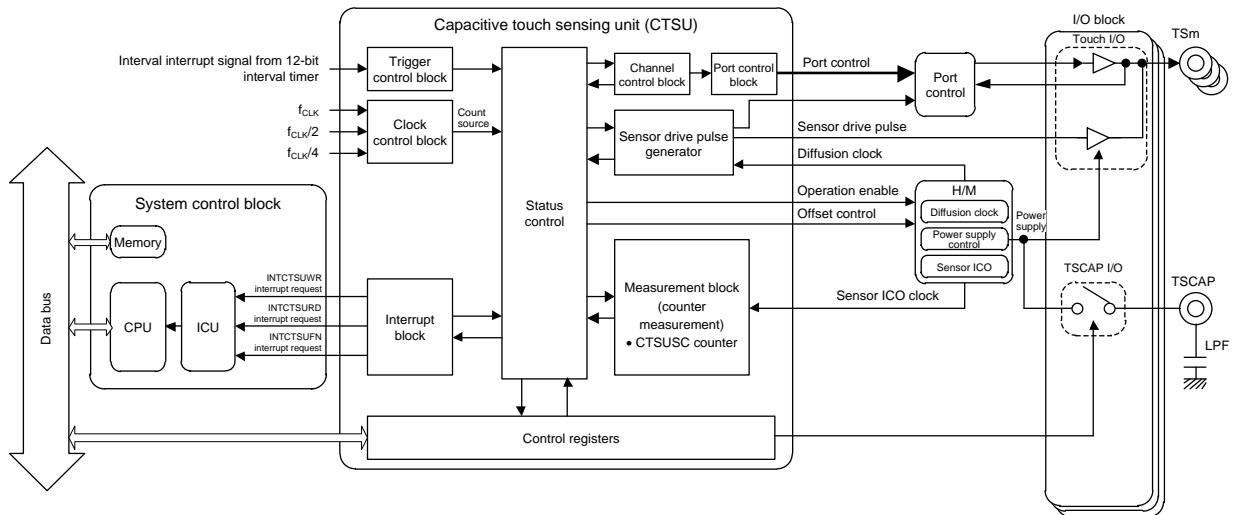 Capacitive touch sensing unit (CTSU)
I/O block
Touch I/O
TSm
Interval interrupt signal from 12-bit
interval timer
Trigger
control block
Channel
control block
Port control
block
Port control
Port
control
fCLK
fCLK/2
fCLK/4
Clock
control block
Count
source
Sensor drive pulse
generator
Sensor drive pulse
Diffusion clock
System control block
Status
control
Operation enable
Offset control
H/M
Diffusion clock
Power supply
control
Sensor ICO
Power
supply
Memory
Data bus
CPU
ICU
INTCTSUWR
interrupt request
INTCTSURD
interrupt request
INTCTSUFN
interrupt request
Interrupt
block
Measurement block
(counter
measurement)
• CTSUSC counter
Sensor ICO clock
TSCAP I/O
TSCAP
LPF
Control registers